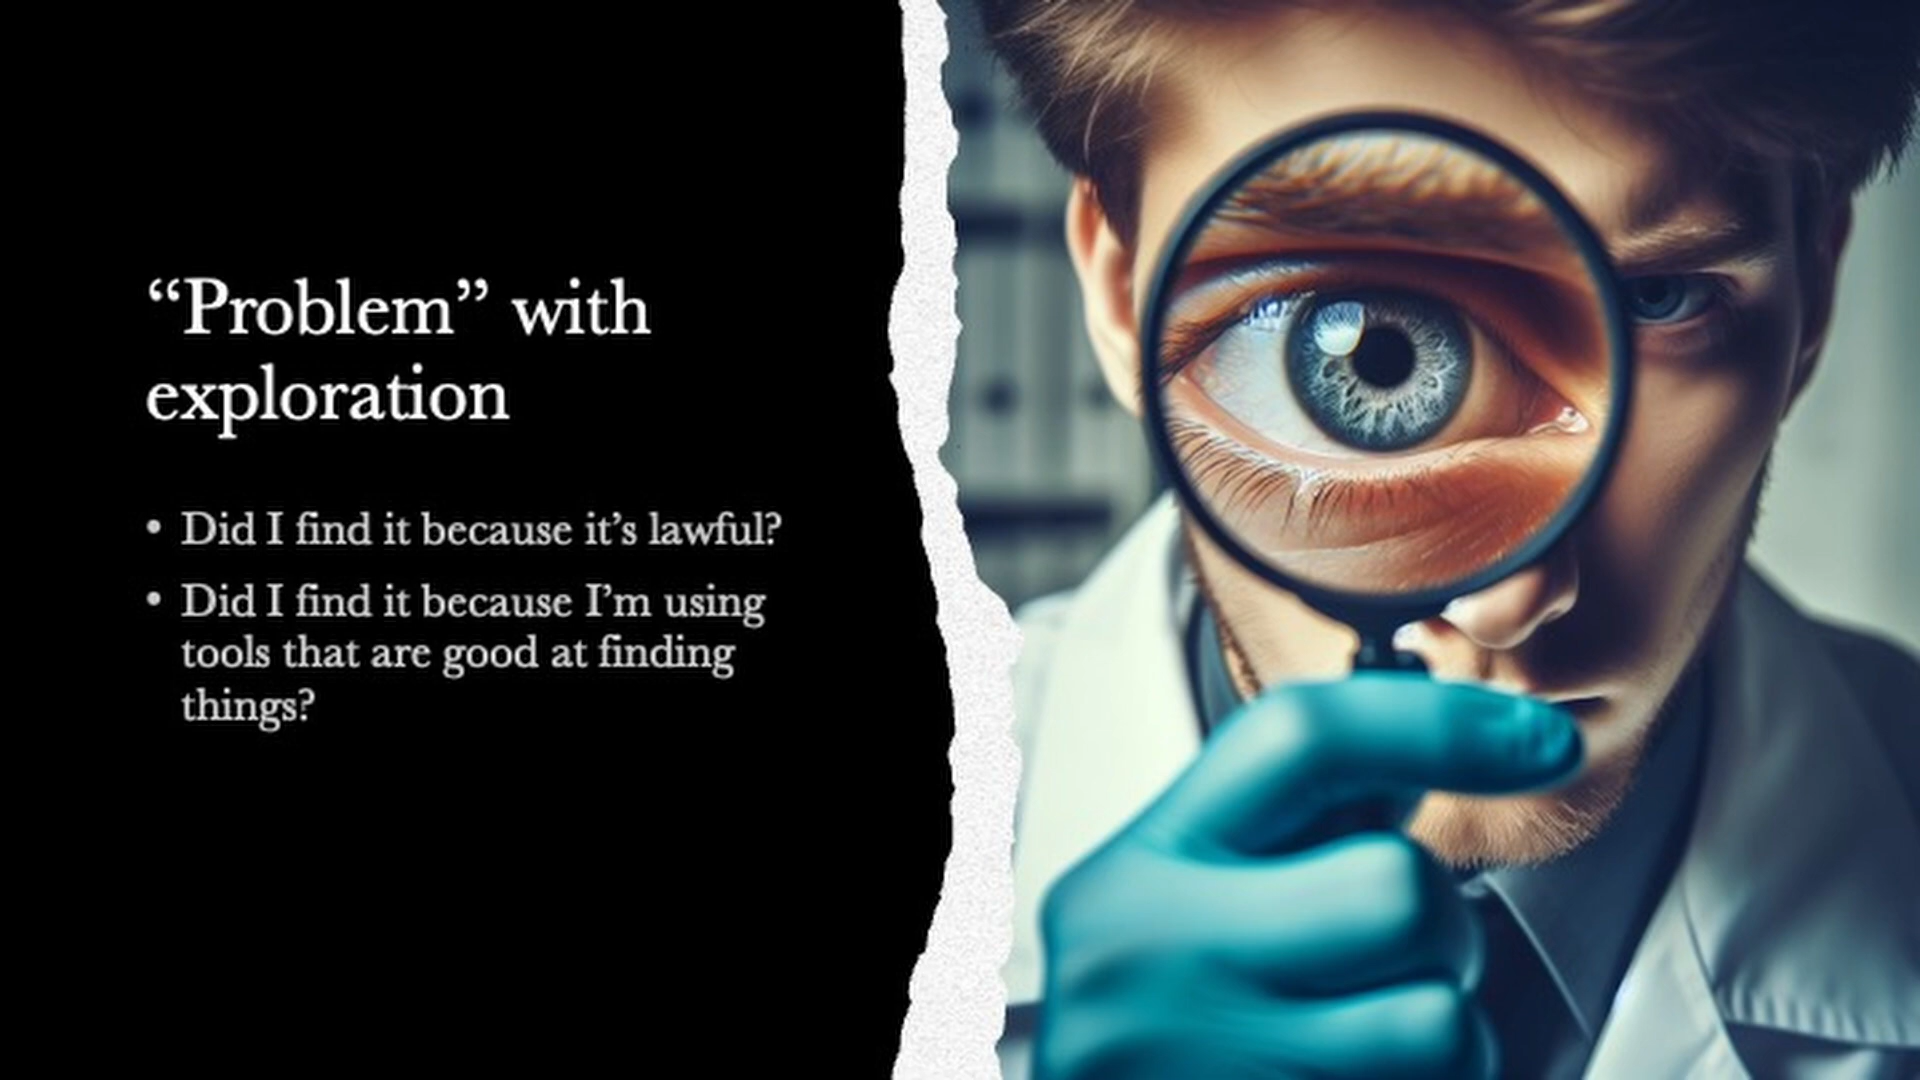 “Problem” with
exploration
• Did I find it because it’s lawful?
• Did I find it because I’m using
tools that are good at finding
things?